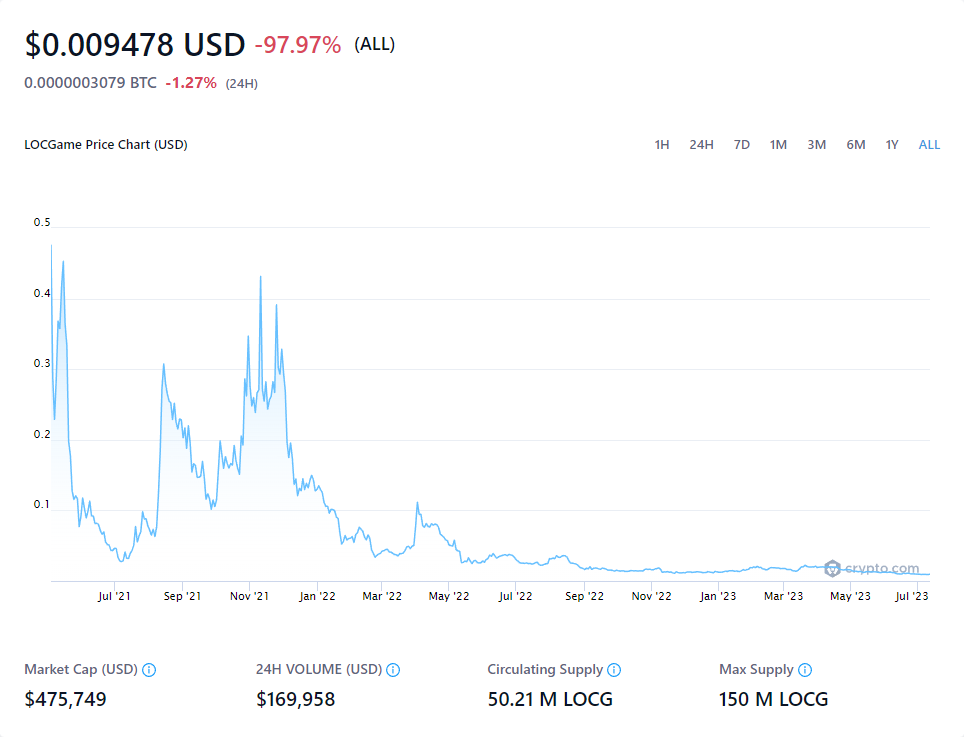 $0.009478 USD -97.97% (ALL)
0.0000003079 BTC -1.27% (24H)
LOCGame Price Chart (USD) 1H 24H 7D 1M 3M 6M 1Y ALL
0.5
0.4
0.3
0.2
0.1
crypto.com
Jul '21 Sep '21 Nov '21 Jan '22 Mar '22 May '22 Jul '22 Sep '22 Nov '22 Jan '23 Mar '23 May '23 Jul '23
Market Cap (USD) 24H VOLUME (USD) Circulating Supply Max Supply
$475,749 $169,958 50.21 M LOCG 150 M LOCG